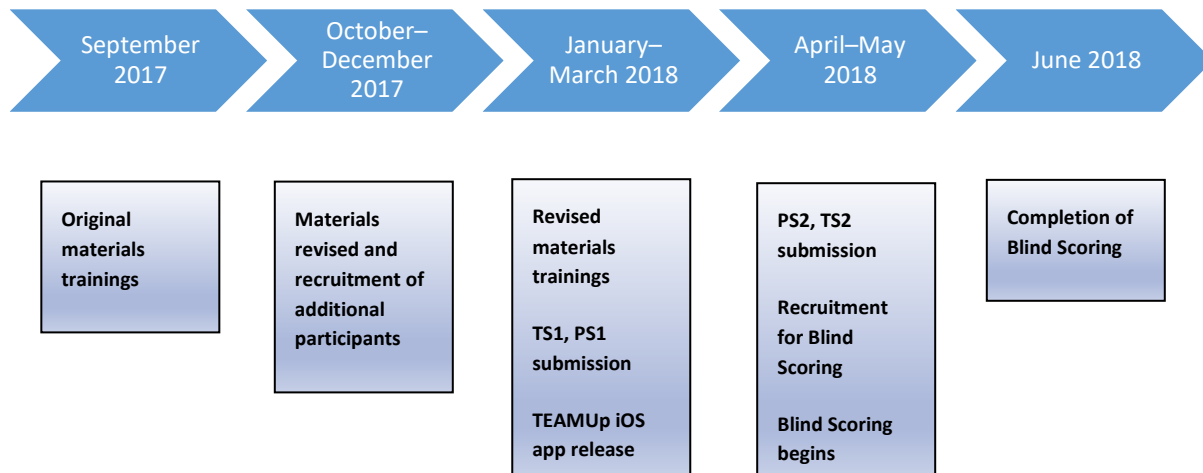 September
2017
October–
December
2017
January–
March 2018
April–May
2018
June 2018
Original
materials
trainings
Materials
revised and
recruitment of
additional
participants
Revised
materials
trainings
TS1, PS1
submission
TEAMUp iOS
app release
PS2, TS2
submission
Recruitment
for Blind
Scoring
Blind Scoring
begins
Completion of
Blind Scoring